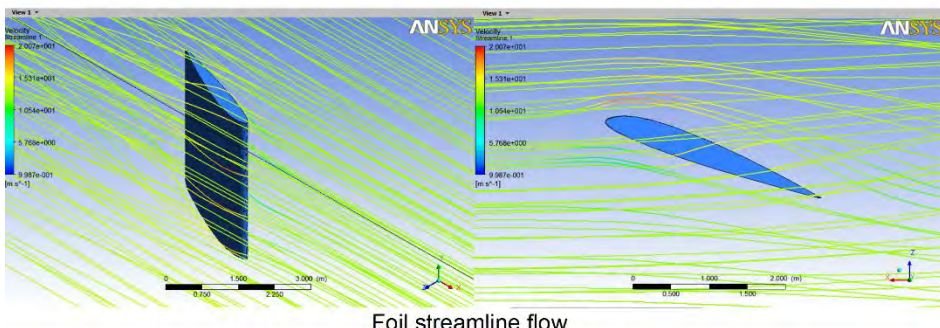 View 1
ANSYS
Velocity
Streamline 1
2.007e+001
1.531e+001
1.054e+001
5.768e+000
9.987e-001
[m s^-1]
0 1.500 3.000 (m)
0.750 2.250
View 1
ANSYS
Velocity
Streamline 1
2.007e+001
1.531e+001
1.054e+001
5.768e+000
9.987e-001
[m s^-1]
0 1.000 2.000 (m)
0.500 1.500
Z
Foil streamline flow